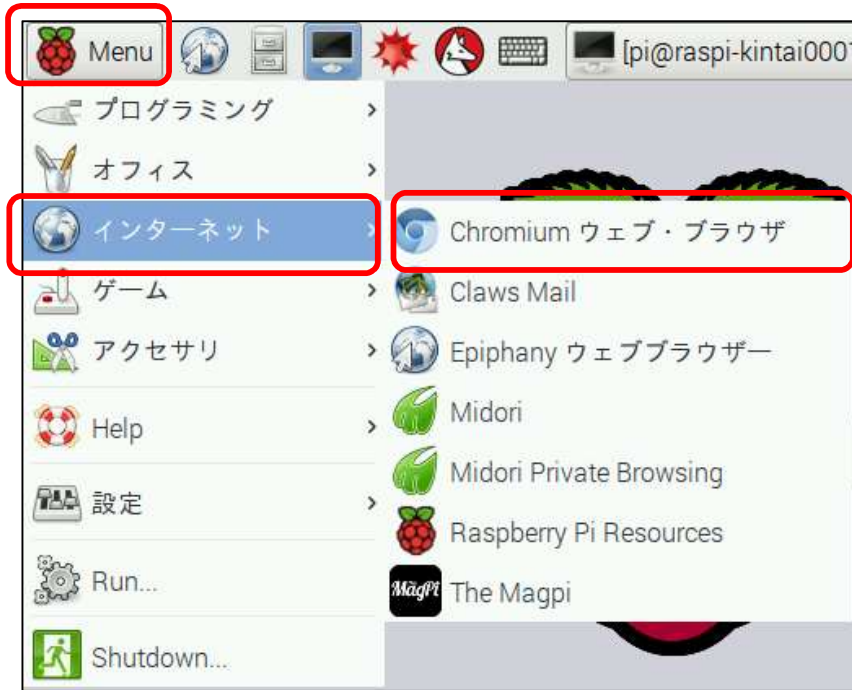 Menu
[pi@raspi-kintai000
プログラミング
オフィス
インターネット
ゲーム
アクセサリ
Help
設定
Run...
Shutdown...
Chromium ウェブ・ブラウザ
Claws Mail
Epiphany ウェブブラウザー
Midori
Midori Private Browsing
Raspberry Pi Resources
MagPi
The Magpi